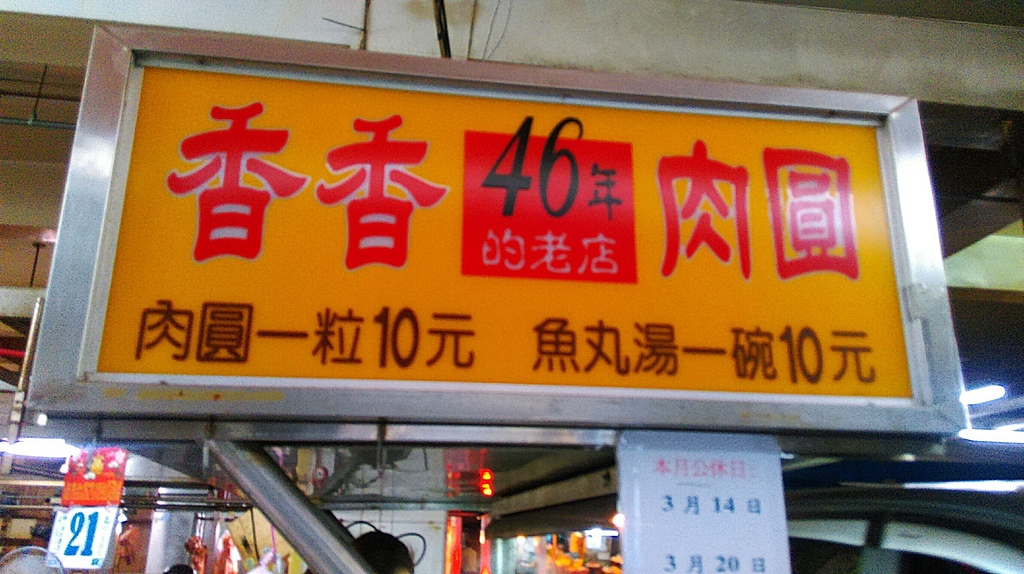 香香 46年的老店 肉圓
肉圓一粒10元 魚丸湯一碗10元
本月公休日:
3月14日
3月20日
21